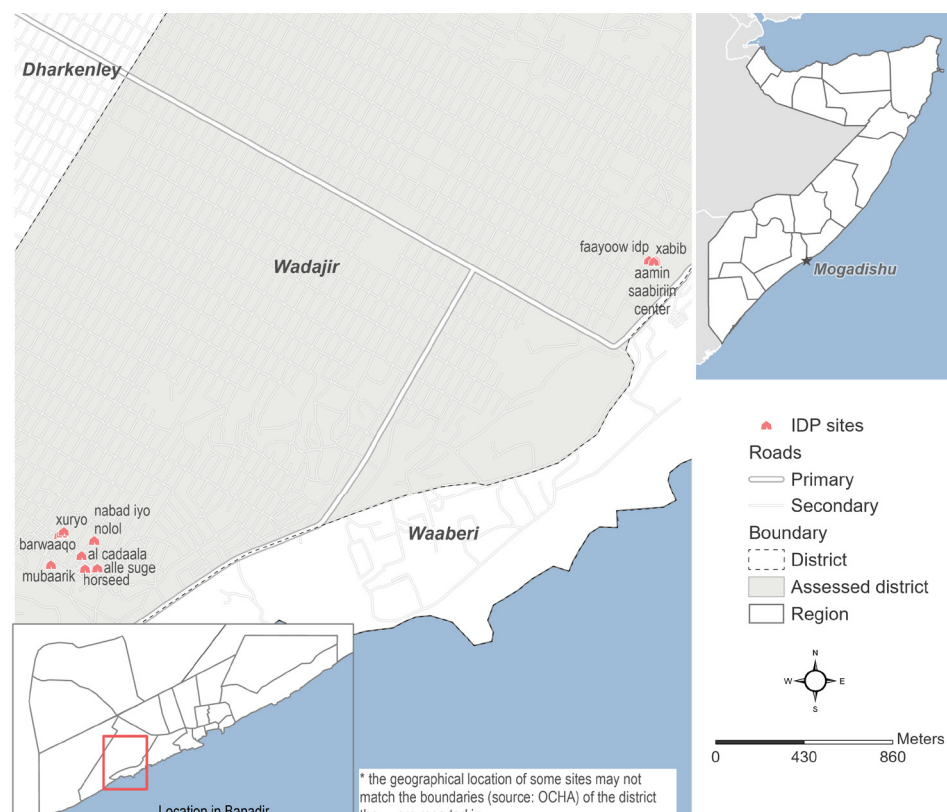 Dharkenley
Wadajir
faayoow idp
xabib
aamin
saabiriin
center
Mogadishu
xuryo
nabad iyo
nolol
barwaaqo
al cadaala
mubaarik
alle suge
horseed
Waaberi
IDP sites
Roads
Primary
Secondary
Boundary
District
Assessed district
Region
N
W
E
S
Meters
0
430
860
* the geographical location of some sites may not
match the boundaries (source: OCHA) of the district
Location in Banadir